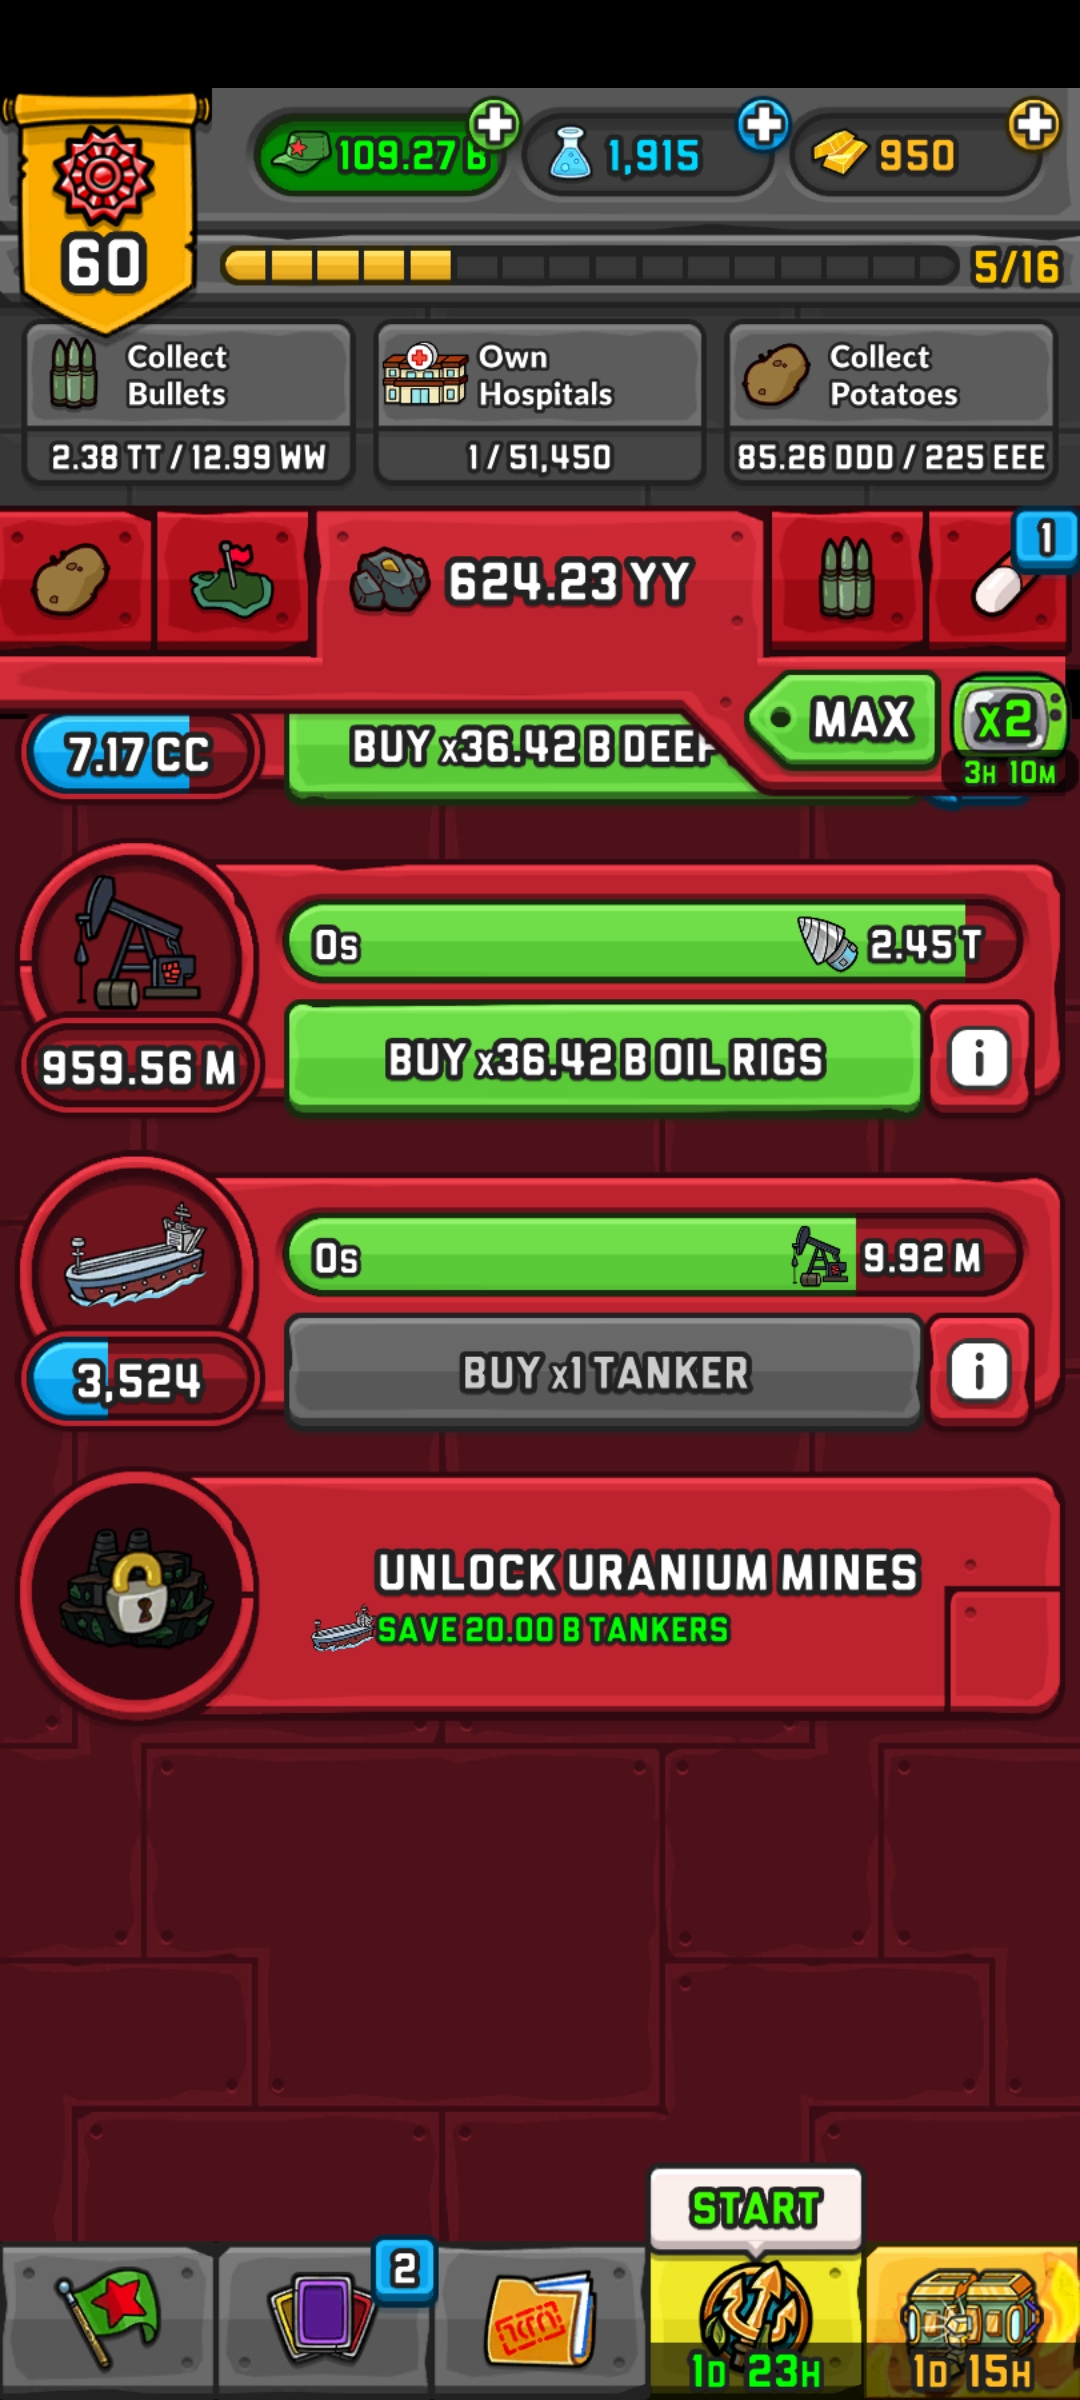 60
109.27 B
1,915
950
5/16
Collect
Bullets
2.38 TT / 12.99 WW
Own
Hospitals
1 / 51,450
Collect
Potatoes
85.26 DDD / 225 EEE
624.23 YY
1
MAX
x2
3H 10M
7.17 CC
BUY x36.42 B DEEP
0s
2.45 T
959.56 M
BUY x36.42 B OIL RIGS
i
0s
9.92 M
3,524
BUY x1 TANKER
i
UNLOCK URANIUM MINES
SAVE 20.00 B TANKERS
START
2
1D 23H
1D 15H